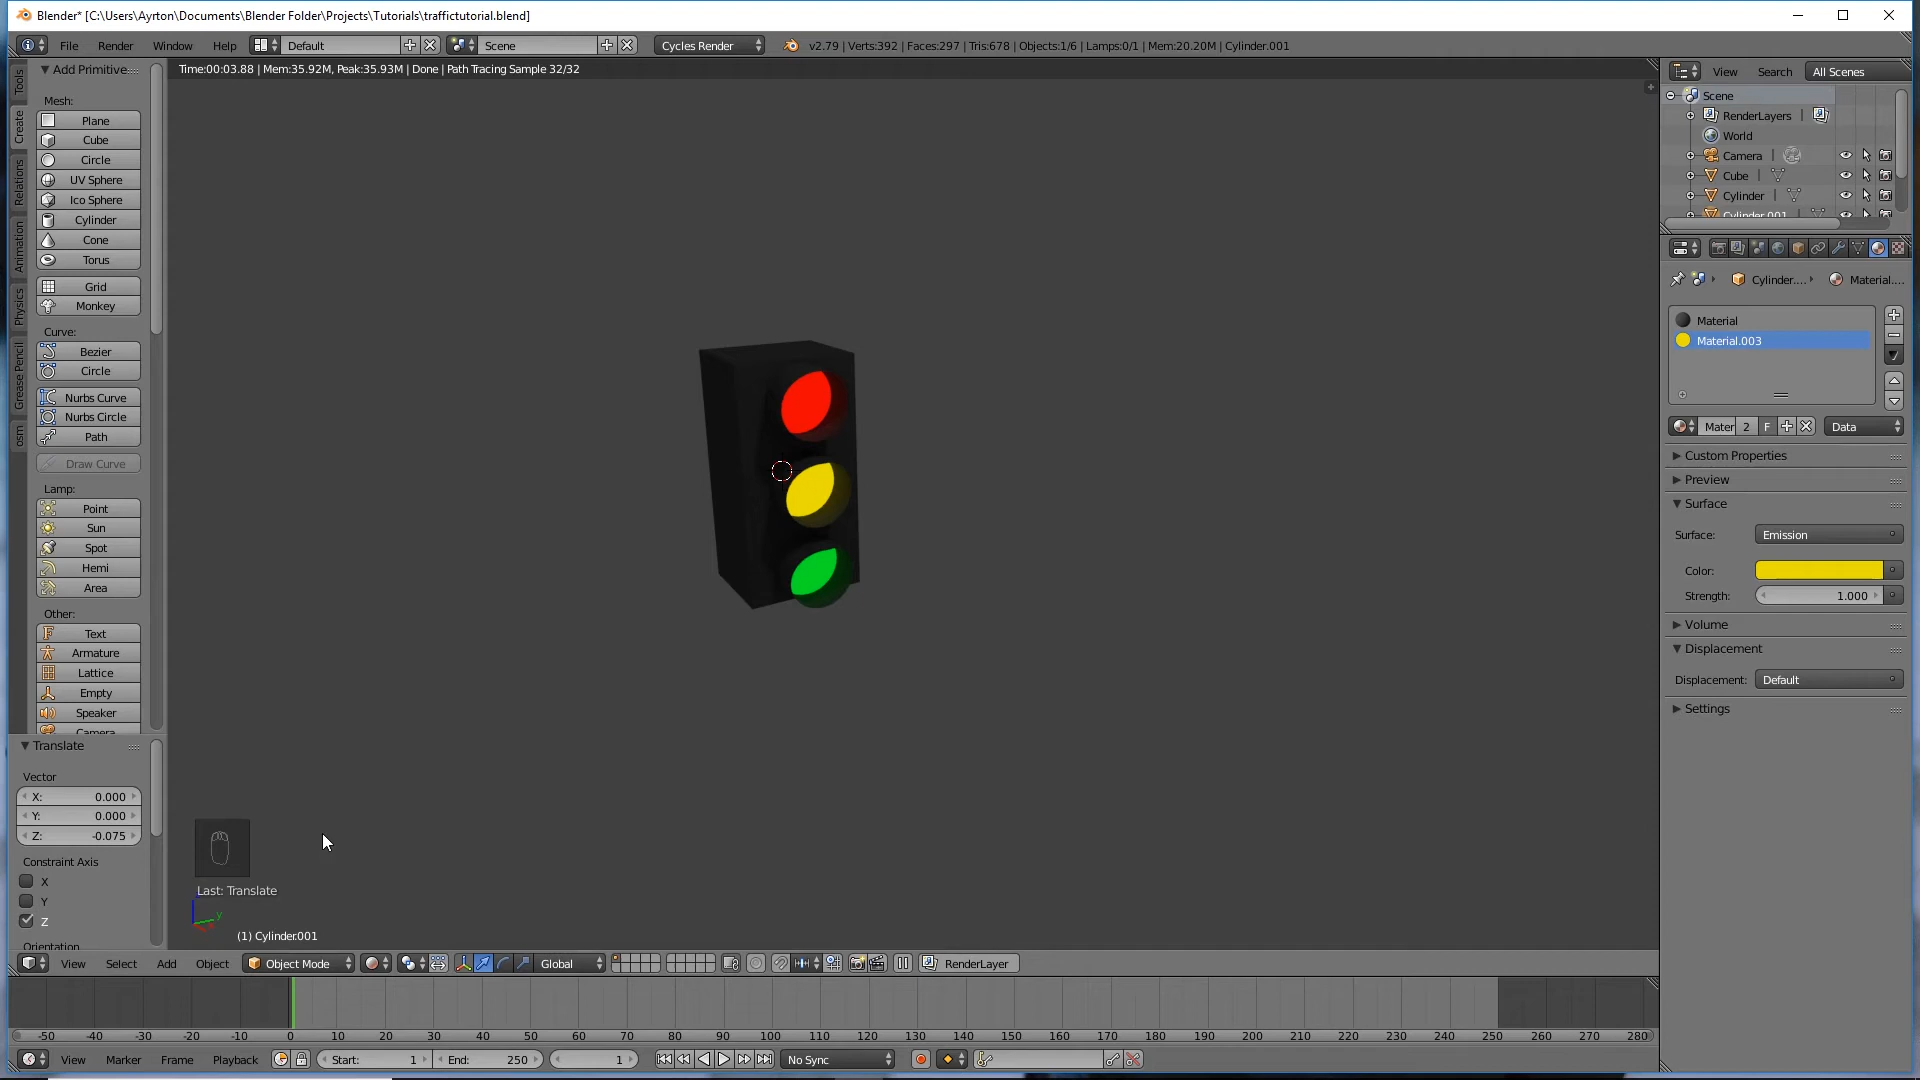 Blender* [C:\Users\Ayrton\Documents\Blender Folder\Projects\Tutorials\traffictutorial.blend]
File Render Window Help Default Scene Cycles Render v2.79 | Verts:392 | Faces:297 | Tris:678 | Objects:1/6 | Lamps:0/1 | Mem:20.20M | Cylinder.001
Time:00:03.88 | Mem:35.92M, Peak:35.93M | Done | Path Tracing Sample 32/32
Tools
Create
Relations
Animation
Physics
Grease Pencil
osm
Add Primitive
Mesh:
Plane
Cube
Circle
UV Sphere
Ico Sphere
Cylinder
Cone
Torus
Grid
Monkey
Curve:
Bezier
Circle
Nurbs Curve
Nurbs Circle
Path
Draw Curve
Lamp:
Point
Sun
Spot
Hemi
Area
Other:
Text
Armature
Lattice
Empty
Speaker
Camera
Translate
Vector
X: 0.000
Y: 0.000
Z: -0.075
Constraint Axis
X
Y
Z
Orientation
Last: Translate
y
(1) Cylinder.001
View Select Add Object Object Mode Global RenderLayer
-50 -40 -30 -20 -10 0 10 20 30 40 50 60 70 80 90 100 110 120 130 140 150 160 170 180 190 200 210 220 230 240 250 260 270 280
View Marker Frame Playback Start: 1 End: 250 1 No Sync
View Search All Scenes
Scene
RenderLayers |
World
Camera |
Cube |
Cylinder |
Cylinder.001 |
Cylinder.... Material....
Material
Material.003
Mater 2 F Data
Custom Properties
Preview
Surface
Surface: Emission
Color:
Strength: 1.000
Volume
Displacement
Displacement: Default
Settings